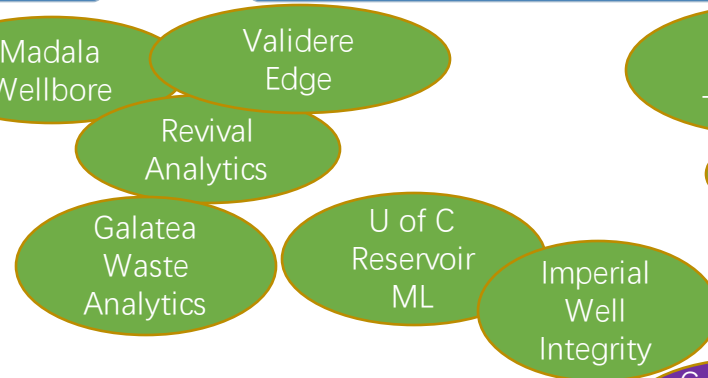 Madala
Wellbore
Validere
Edge
Revival
Analytics
Galatea
Waste
Analytics
U of C
Reservoir
ML
Imperial
Well
Integrity